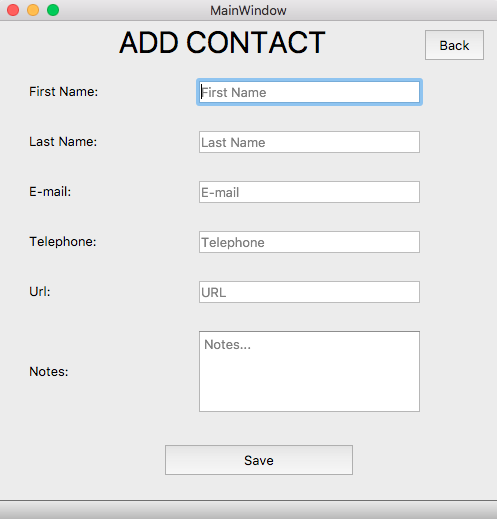 MainWindow
ADD CONTACT
Back
First Name: First Name
Last Name: Last Name
E-mail: E-mail
Telephone: Telephone
Url: URL
Notes: Notes...
Save